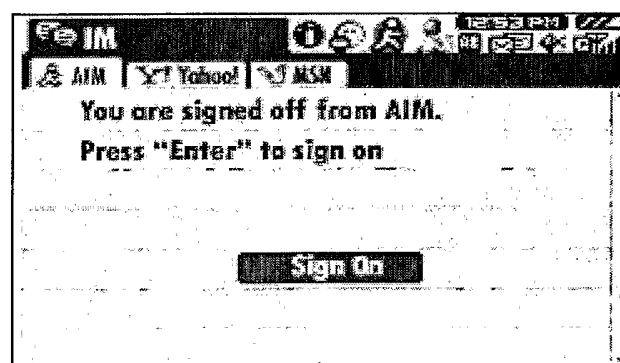 IM 12:53 PM
AIM Yahoo! MSN
You are signed off from AIM.
Press "Enter" to sign on
Sign On